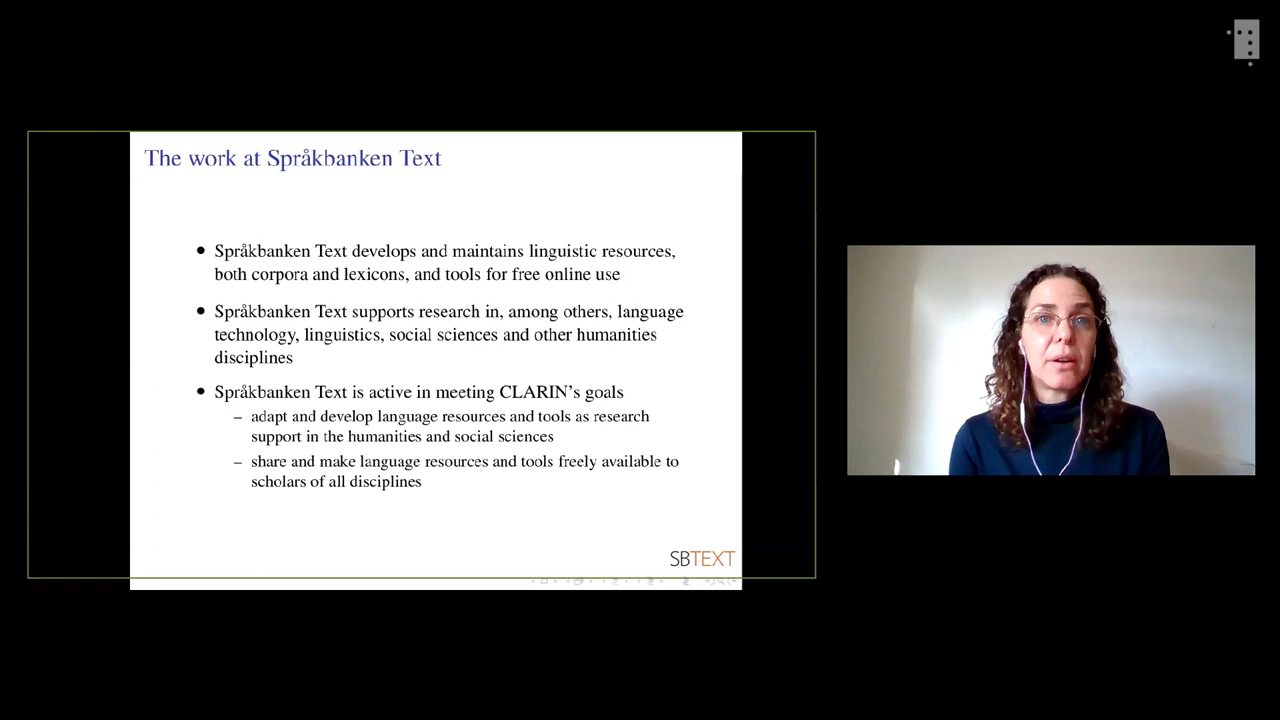 The work at Språkbanken Text
• Språkbanken Text develops and maintains linguistic resources,
both corpora and lexicons, and tools for free online use
• Språkbanken Text supports research in, among others, language
technology, linguistics, social sciences and other humanities
disciplines
• Språkbanken Text is active in meeting CLARIN's goals
– adapt and develop language resources and tools as research
support in the humanities and social sciences
– share and make language resources and tools freely available to
scholars of all disciplines
SBTEXT